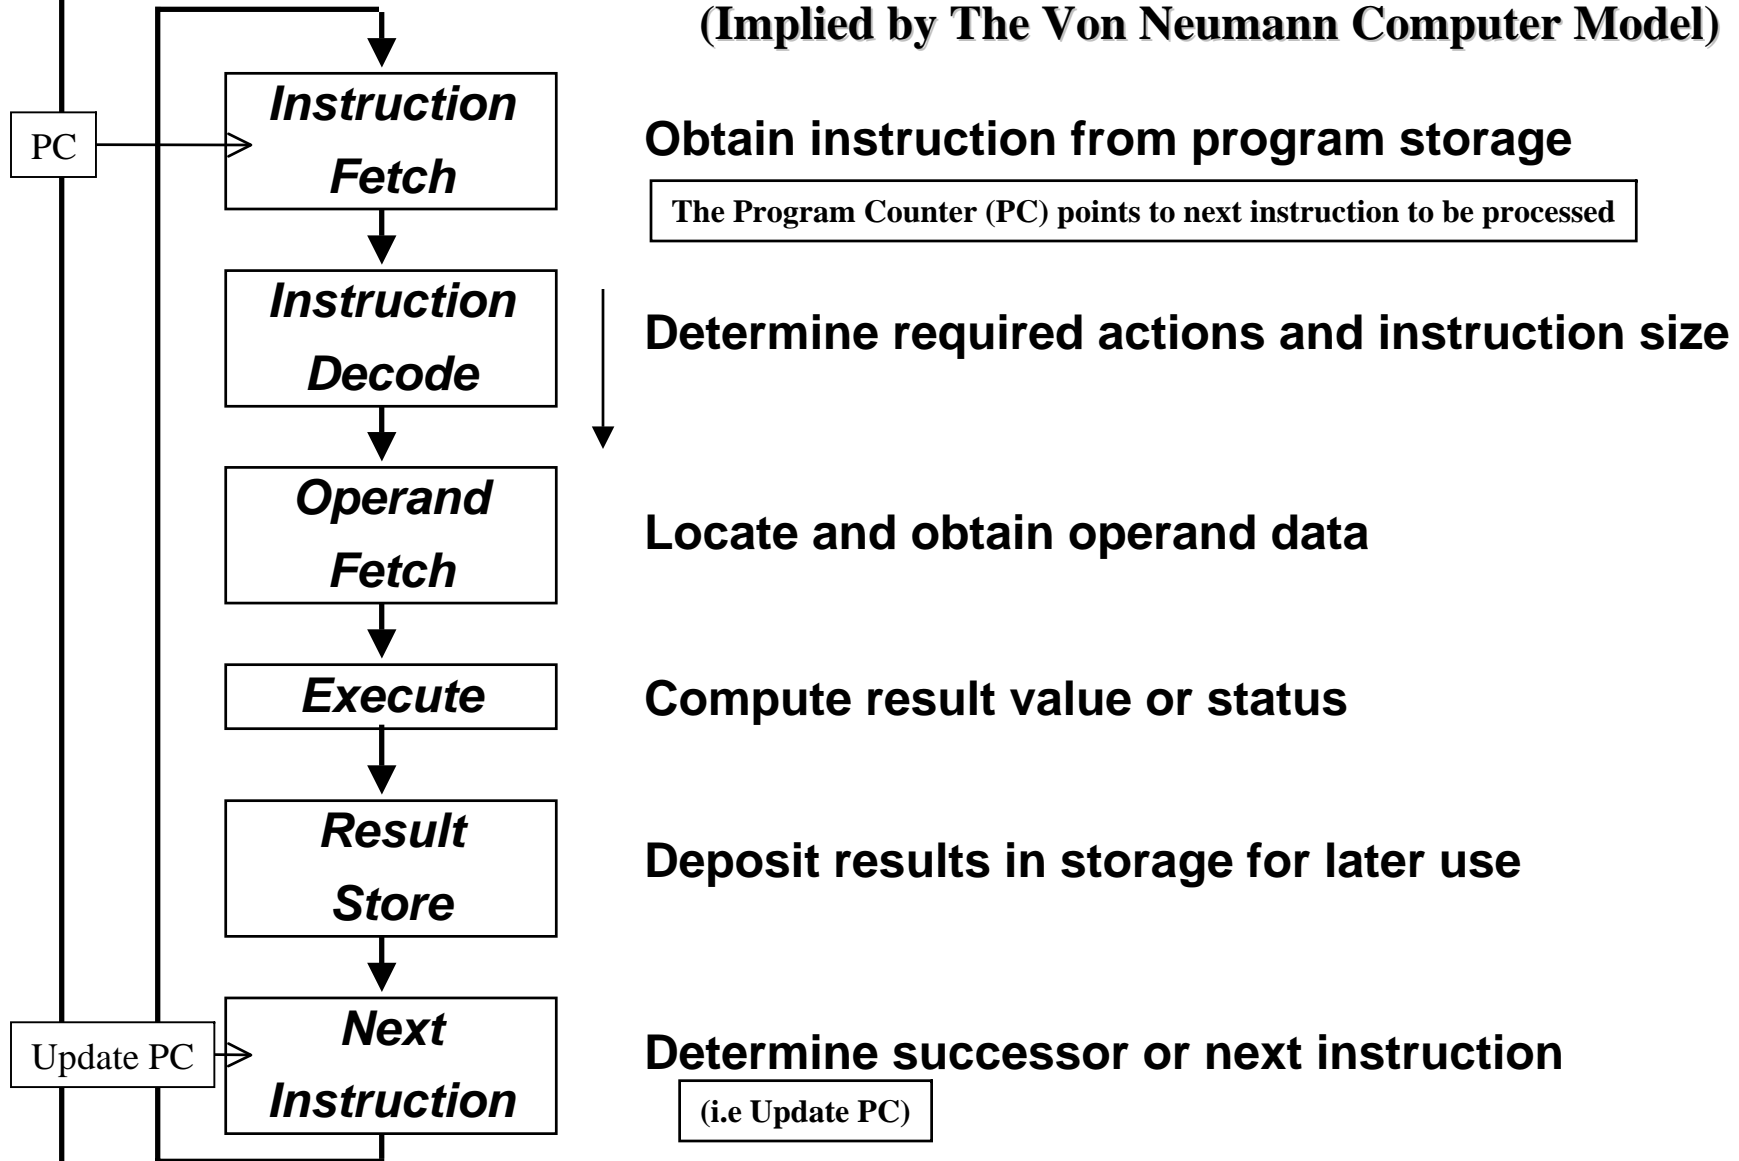 (Implied by The Von Neumann Computer Model)
Instruction
Fetch
PC
Obtain instruction from program storage
The Program Counter (PC) points to next instruction to be processed
Instruction
Decode
Determine required actions and instruction size
Operand
Fetch
Locate and obtain operand data
Execute
Compute result value or status
Result
Store
Deposit results in storage for later use
Next
Instruction
Update PC
Determine successor or next instruction
(i.e Update PC)